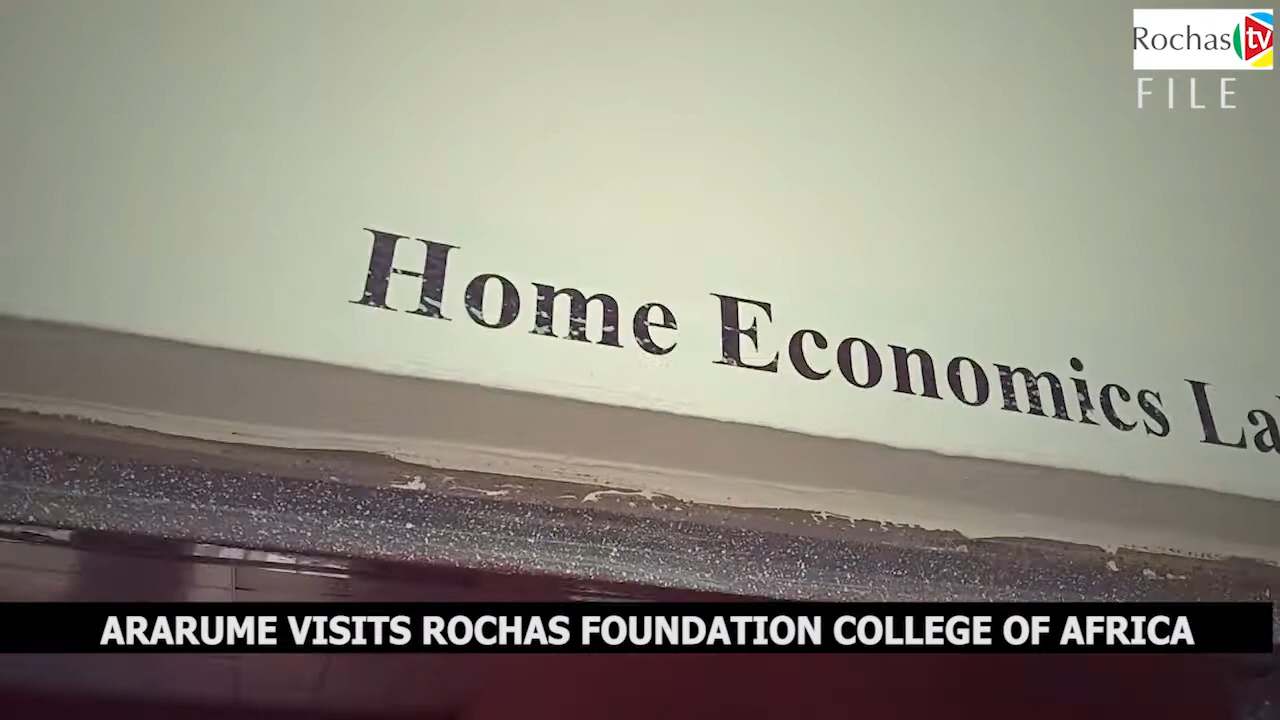 Rochas tv
FILE
Home Economics
ARARUME VISITS ROCHAS FOUNDATION COLLEGE OF AFRICA